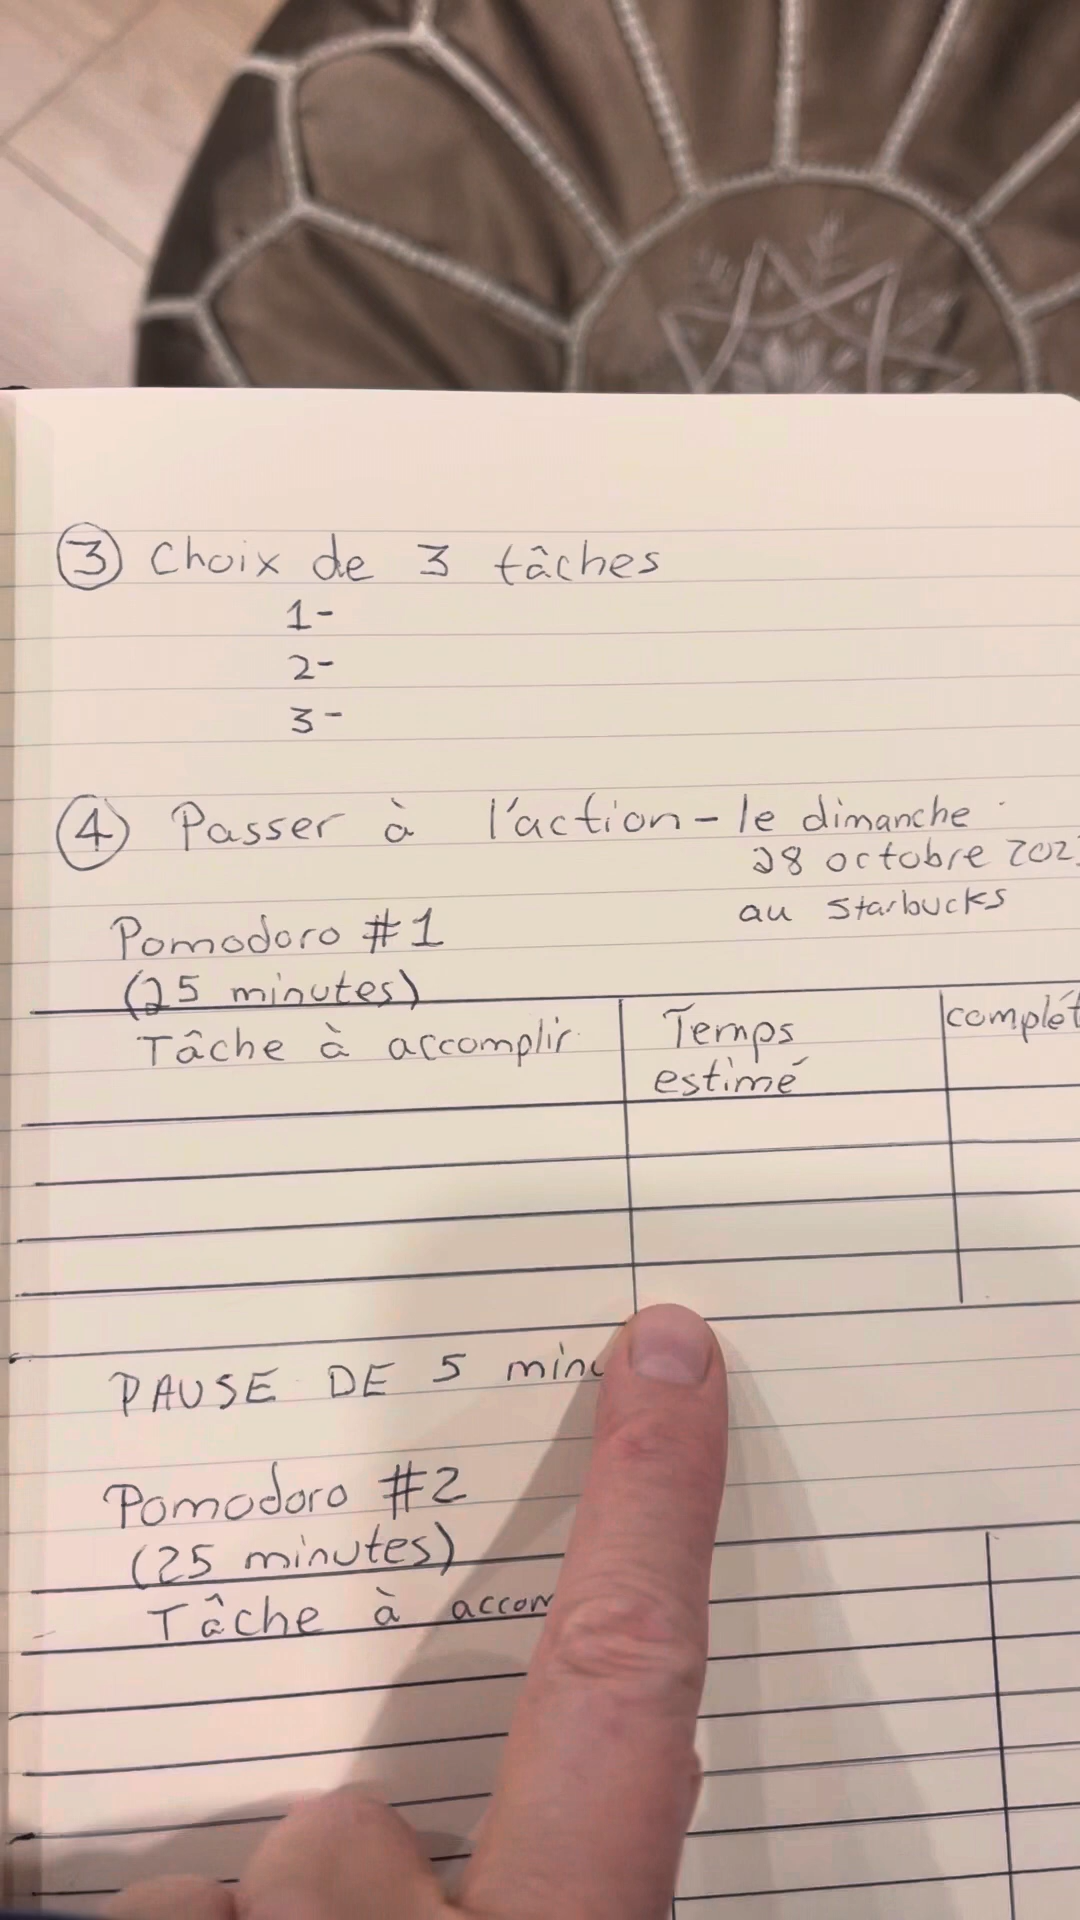 ③ Choix de 3 tâches
1-
2-
3-
④ Passer à l'action - le dimanche
28 octobre
au Starbucks
Pomodoro #1
(25 minutes)
Tâche à accomplir
Temps
estimé
PAUSE DE 5
Pomodoro #2
(25 minutes)
Tâche à